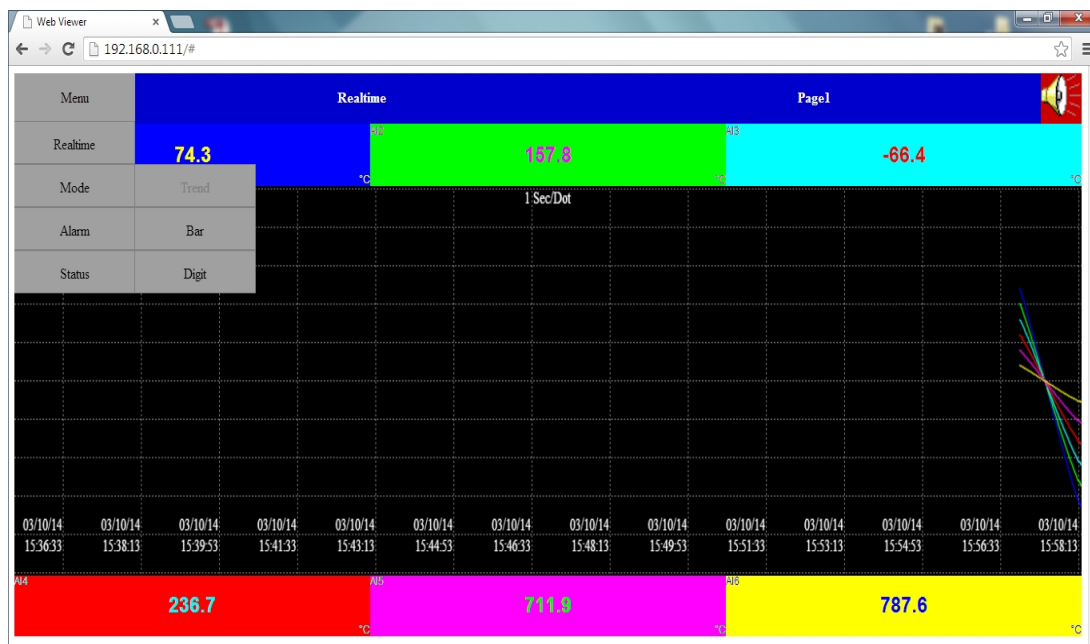 Web Viewer
192.168.0.111/#
Menu
Realtime
Page1
Realtime
74.3
°C
AI2
157.8
°C
AI3
-66.4
°C
Mode
Trend
Alarm
Bar
Status
Digit
1 Sec/Dot
03/10/14 03/10/14 03/10/14 03/10/14 03/10/14 03/10/14 03/10/14 03/10/14 03/10/14 03/10/14 03/10/14 03/10/14 03/10/14 03/10/14
15:36:33 15:38:13 15:39:53 15:41:33 15:43:13 15:44:53 15:46:33 15:48:13 15:49:53 15:51:33 15:53:13 15:54:53 15:56:33 15:58:13
AI4
236.7
°C
AI5
711.9
°C
AI6
787.6
°C